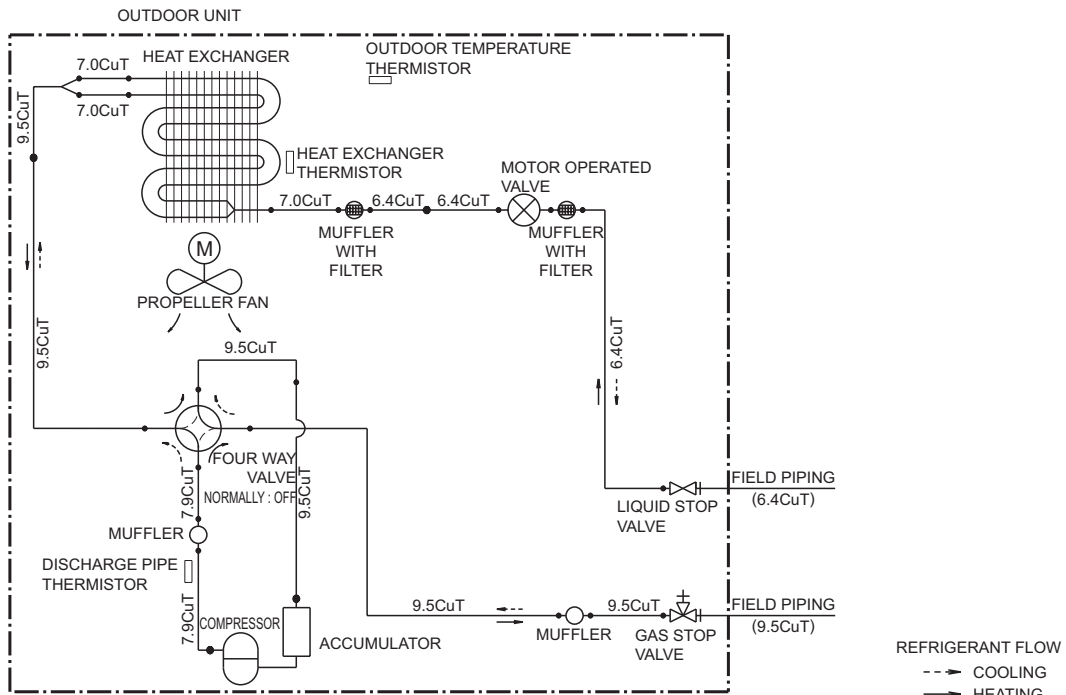 OUTDOOR UNIT
HEAT EXCHANGER
OUTDOOR TEMPERATURE
THERMISTOR
7.0CuT
7.0CuT
9.5CuT
HEAT EXCHANGER
THERMISTOR
MOTOR OPERATED
VALVE
7.0CuT
6.4CuT
6.4CuT
MUFFLER
WITH
FILTER
MUFFLER
WITH
FILTER
M
PROPELLER FAN
9.5CuT
9.5CuT
6.4CuT
FOUR WAY
VALVE
NORMALLY : OFF
7.9CuT
9.5CuT
FIELD PIPING
(6.4CuT)
LIQUID STOP
VALVE
MUFFLER
DISCHARGE PIPE
THERMISTOR
7.9CuT
COMPRESSOR
ACCUMULATOR
9.5CuT
9.5CuT
MUFFLER
GAS STOP
VALVE
FIELD PIPING
(9.5CuT)
REFRIGERANT FLOW
COOLING
HEATING